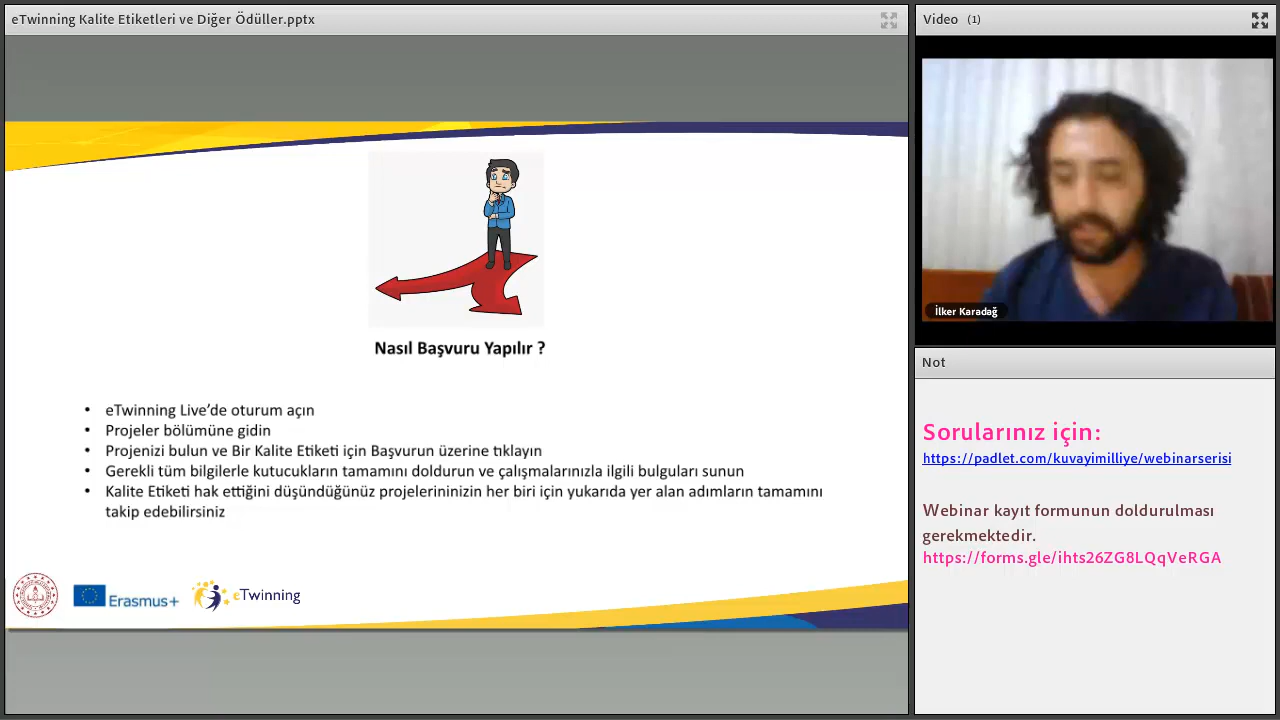 eTwinning Kalite Etiketleri ve Diğer Ödüller.pptx
Nasıl Başvuru Yapılır ?
• eTwinning Live’de oturum açın
• Projeler bölümüne gidin
• Projenizi bulun ve Bir Kalite Etiketi için Başvurun üzerine tıklayın
• Gerekli tüm bilgilerle kutucukların tamamını doldurun ve çalışmalarınızla ilgili bulguları sunun
• Kalite Etiketi hak ettiğini düşündüğünüz projelerininizin her biri için yukarıda yer alan adımların tamamını
takip edebilirsiniz
Erasmus+
eTwinning
Video (1)
İlker Karadağ
Not
Sorularınız için:
https://padlet.com/kuvayimilliye/webinarserisi
Webinar kayıt formunun doldurulması
gerekmektedir.
https://forms.gle/ihts26ZG8LQqVeRGA